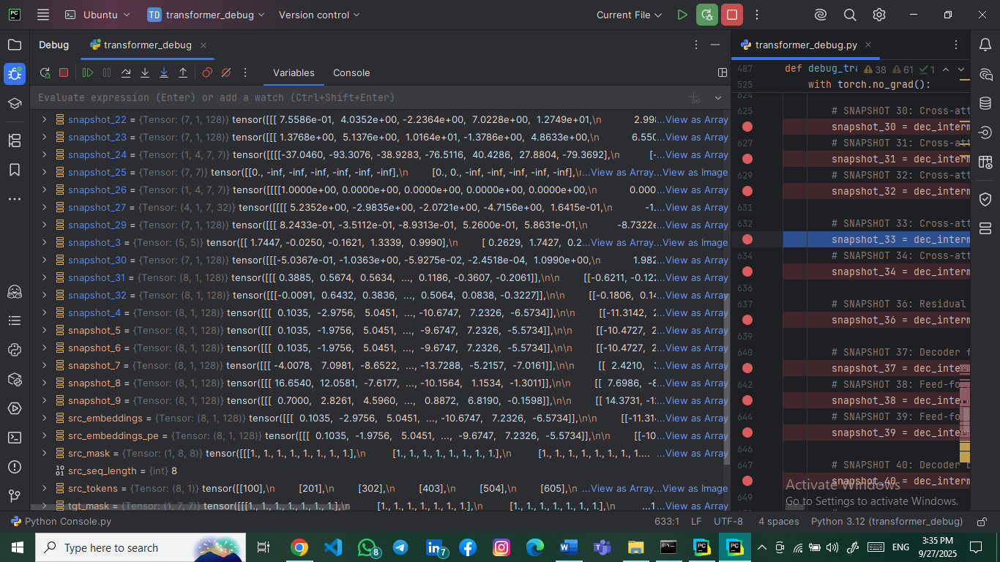 PC
Ubuntu
TD transformer_debug
Version control
Current File
Debug
transformer_debug
transformer_debug.py
Variables
Console
Evaluate expression (Enter) or add a watch (Ctrl+Shift+Enter)
snapshot_22 = {Tensor: (7, 1, 128)} tensor([[[ 7.5586e-01, 4.0352e+00, -2.2364e+00, 7.0228e+00, 1.2749e+01,\n 2.99 ...View as Array
snapshot_23 = {Tensor: (7, 1, 128)} tensor([[[ 1.3768e+00, 5.1376e+00, 1.0164e+01, -1.3786e+00, 4.8633e+00,\n 6.550 ...View as Array
snapshot_24 = {Tensor: (1, 4, 7, 7)} tensor([[[[-37.0460, -93.3076, -38.9283, -76.5116, 40.4286, 27.8804, -79.3692],\n [- ...View as Array
snapshot_25 = {Tensor: (7, 7)} tensor([[0., -inf, -inf, -inf, -inf, -inf, -inf],\n [0., 0., -inf, -inf, -inf, -inf, -inf],\ ...View as Array...View as Image
snapshot_26 = {Tensor: (1, 4, 7, 7)} tensor([[[[1.0000e+00, 0.0000e+00, 0.0000e+00, 0.0000e+00, 0.0000e+00,\n 0.000 ...View as Array
snapshot_27 = {Tensor: (4, 1, 7, 32)} tensor([[[[ 5.2352e+00, -2.9835e+00, -2.0721e+00, -4.7156e+00, 1.6415e-01,\n -1. ...View as Array
snapshot_29 = {Tensor: (7, 1, 128)} tensor([[[ 8.2433e-01, -3.5112e-01, -8.9313e-01, 5.2600e-01, 5.8631e-01,\n -8.7322 ...View as Array
snapshot_3 = {Tensor: (5, 5)} tensor([[ 1.7447, -0.0250, -0.1621, 1.3339, 0.9990],\n [ 0.2629, 1.7427, 0.2 ...View as Array...View as Image
snapshot_30 = {Tensor: (7, 1, 128)} tensor([[[-5.0367e-01, -1.0363e+00, -5.9275e-02, -2.4518e-04, 1.0990e+00,\n 1.982 ...View as Array
snapshot_31 = {Tensor: (8, 1, 128)} tensor([[[ 0.3885, 0.5674, 0.5634, ..., 0.1186, -0.3607, -0.2061]],\n\n [[-0.6211, -0.122 ...View as Array
snapshot_32 = {Tensor: (8, 1, 128)} tensor([[[-0.0091, 0.6432, 0.3836, ..., 0.5064, 0.0838, -0.3227]],\n\n [[-0.1806, 0.14 ...View as Array
snapshot_4 = {Tensor: (8, 1, 128)} tensor([[[ 0.1035, -2.9756, 5.0451, ..., -10.6747, 7.2326, -6.5734]],\n\n [[-11.3142, 2 ...View as Array
snapshot_5 = {Tensor: (8, 1, 128)} tensor([[[ 0.1035, -1.9756, 5.0451, ..., -9.6747, 7.2326, -5.5734]],\n\n [[-10.4727, 2 ...View as Array
snapshot_6 = {Tensor: (8, 1, 128)} tensor([[[ 0.1035, -1.9756, 5.0451, ..., -9.6747, 7.2326, -5.5734]],\n\n [[-10.4727, 2 ...View as Array
snapshot_7 = {Tensor: (8, 1, 128)} tensor([[[ -4.0078, 7.0981, -8.6522, ..., -13.7288, -5.2157, -7.0161]],\n\n [[ 2.4210, ...View as Array
snapshot_8 = {Tensor: (8, 1, 128)} tensor([[[ 16.6540, 12.0581, -7.6177, ..., -10.1564, 1.1534, -1.3011]],\n\n [[ 7.6986, -8 ...View as Array
snapshot_9 = {Tensor: (8, 1, 128)} tensor([[[ 0.7000, 2.8261, 4.5960, ..., 0.8872, 6.8190, -0.1598]],\n\n [[ 14.3731, -1 ...View as Array
src_embeddings = {Tensor: (8, 1, 128)} tensor([[[ 0.1035, -2.9756, 5.0451, ..., -10.6747, 7.2326, -6.5734]],\n\n [[-11.31 ...View as Array
src_embeddings_pe = {Tensor: (8, 1, 128)} tensor([[[ 0.1035, -1.9756, 5.0451, ..., -9.6747, 7.2326, -5.5734]],\n\n [[-10 ...View as Array
src_mask = {Tensor: (1, 8, 8)} tensor([[[1., 1., 1., 1., 1., 1., 1., 1.],\n [1., 1., 1., 1., 1., 1., 1., 1.],\n [1., 1., 1., 1., 1., 1., 1.... ...View as Array
src_seq_length = {int} 8
src_tokens = {Tensor: (8, 1)} tensor([[100],\n [201],\n [302],\n [403],\n [504],\n [605],\n ...View as Array...View as Image
tgt_mask = {Tensor: (1, 7, 7)} tensor([[[1., 1., 1., 1., 1., 1., 1.],\n [1., 1., 1., 1., 1., 1., 1.],\n [1., 1., 1., 1., 1., 1., 1.],\n ...1 ...View as Array
487 def debug_tra 38 61 1
525 with torch.no_grad():
624
625 # SNAPSHOT 30: Cross-att
snapshot_30 = dec_interm
627 # SNAPSHOT 31: Cross-att
snapshot_31 = dec_interm
629 # SNAPSHOT 32: Cross-att
snapshot_32 = dec_interm
631
632 # SNAPSHOT 33: Cross-att
snapshot_33 = dec_interm
634 # SNAPSHOT 34: Cross-att
snapshot_34 = dec_interm
636
637 # SNAPSHOT 36: Residual
snapshot_36 = dec_interm
639
640 # SNAPSHOT 37: Decoder f
snapshot_37 = dec_inte
642 # SNAPSHOT 38: Feed-fo
snapshot_38 = dec_inte
644 # SNAPSHOT 39: Feed-fo
snapshot_39 = dec_inte
646
647 # SNAPSHOT 40: Decoder
snapshot_40 = dec_interm
649
Activate Windows
Go to Settings to activate Windows.
Python Console.py
633:1 LF UTF-8 4 spaces Python 3.12 (transformer_debug)
Type here to search
8
7
ENG
3:35 PM
9/27/2025